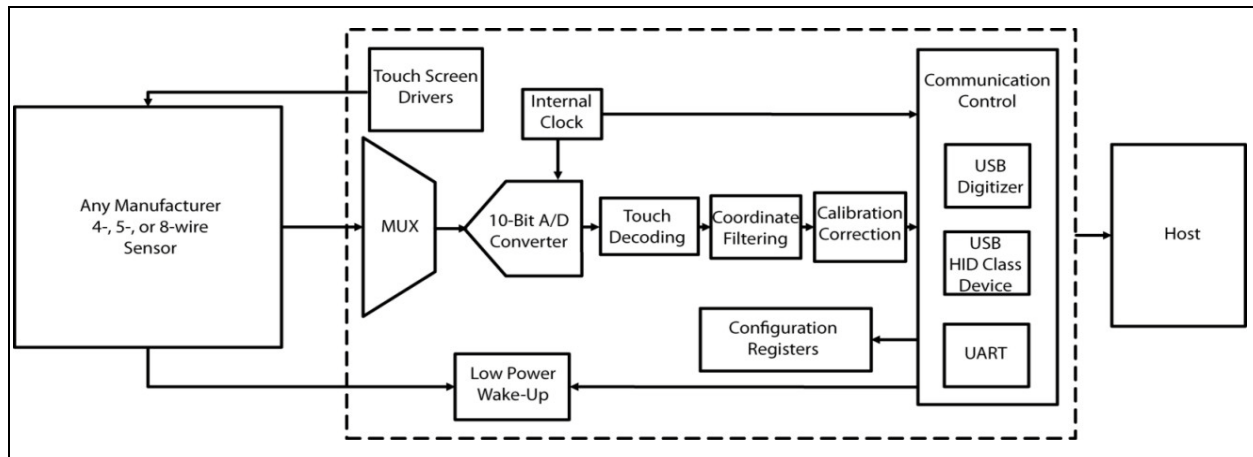 Touch Screen
Drivers
Internal
Clock
Communication
Control
Any Manufacturer
4-, 5-, or 8-wire
Sensor
MUX
10-Bit A/D
Converter
Touch
Decoding
Coordinate
Filtering
Calibration
Correction
USB
Digitizer
USB
HID Class
Device
UART
Configuration
Registers
Low Power
Wake-Up
Host